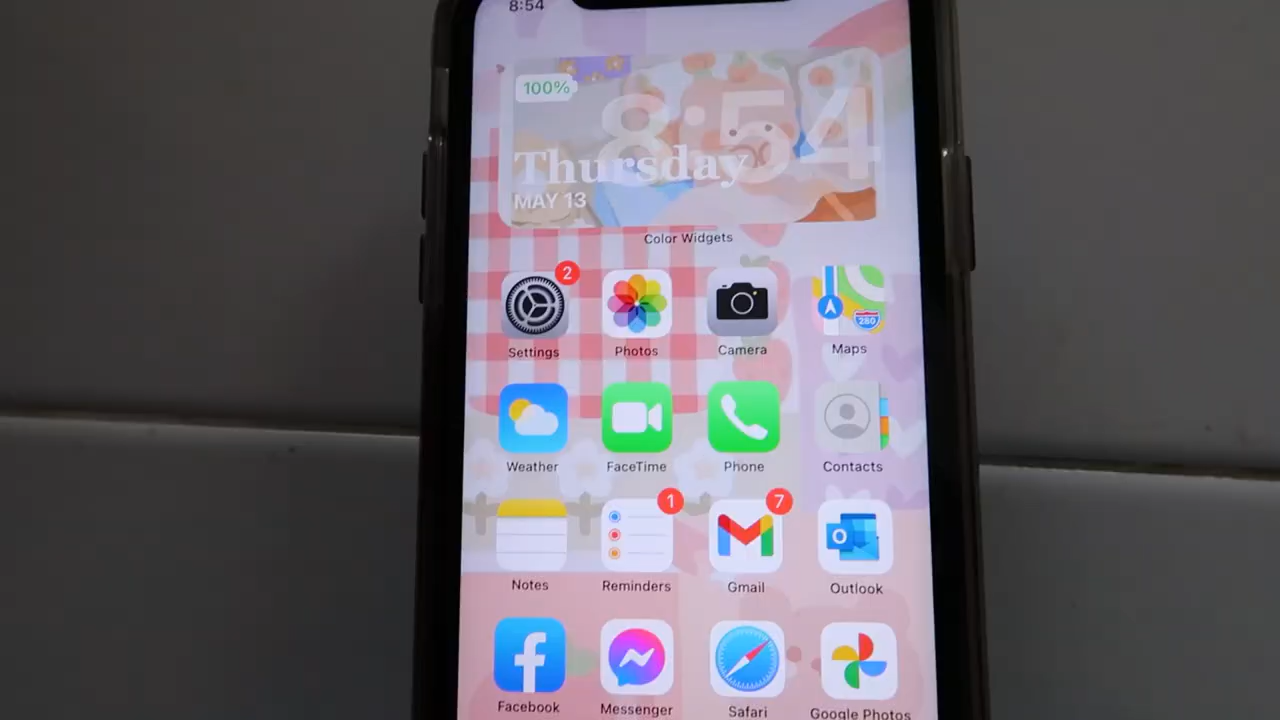 8:54
100%
8:54
Thursday
MAY 13
Color Widgets
2
Settings
Photos
Camera
280
Maps
Weather
FaceTime
Phone
Contacts
1
7
Notes
Reminders
Gmail
O
Outlook
f
Facebook
Messenger
Safari
Google Photos